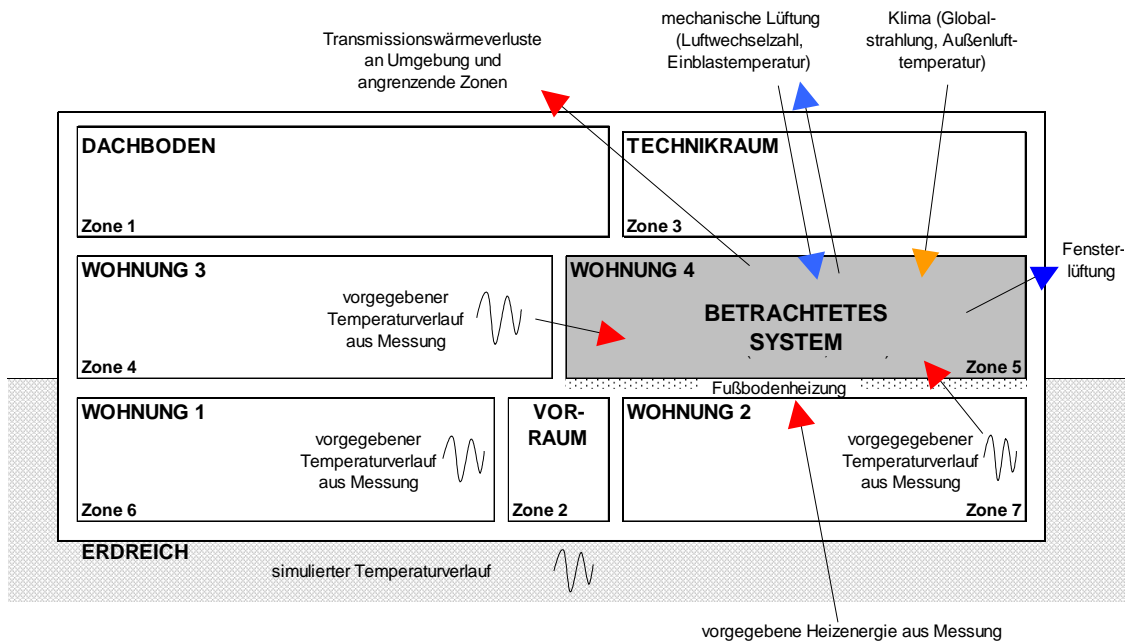 Transmissionswärmeverluste
an Umgebung und
angrenzende Zonen
mechanische Lüftung
(Luftwechselzahl,
Einblastemperatur)
Klima (Global-
strahlung, Außenluft-
temperatur)
DACHBODEN
Zone 1
TECHNIKRAUM
Zone 3
WOHNUNG 3
vorgegebener
Temperaturverlauf
aus Messung
Zone 4
WOHNUNG 4
BETRACHTETES
SYSTEM
Zone 5
Fenster-
lüftung
Fußbodenheizung
WOHNUNG 1
vorgegebener
Temperaturverlauf
aus Messung
Zone 6
VOR-
RAUM
Zone 2
WOHNUNG 2
vorgegebener
Temperaturverlauf
aus Messung
Zone 7
ERDREICH
simulierter Temperaturverlauf
vorgegebene Heizenergie aus Messung